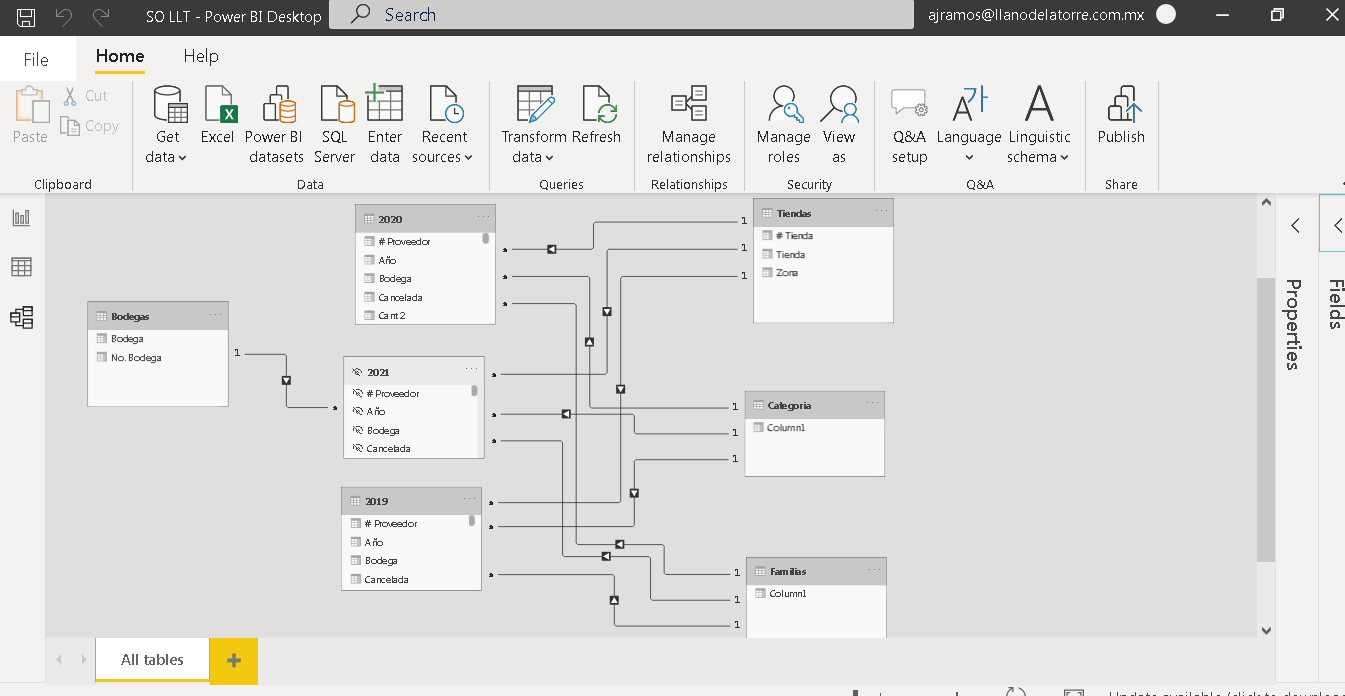 SO LLT - Power BI Desktop
Search
ajramos@llanodelatorre.com.mx
File
Home
Help
Paste
Cut
Copy
Clipboard
Get data
Excel
Power BI datasets
SQL Server
Enter data
Recent sources
Data
Transform data
Refresh
Queries
Manage relationships
Relationships
Manage roles
View as
Security
Q&A setup
Language
Linguistic schema
Q&A
Publish
Share
2020
# Proveedor
Año
Bodega
Cancelada
Cant 2
Tiendas
# Tienda
Tienda
Zona
Bodegas
Bodega
No. Bodega
2021
# Proveedor
Año
Bodega
Cancelada
Categoria
Column1
2019
# Proveedor
Año
Bodega
Cancelada
Familias
Column1
1
1
1
1
1
1
1
1
1
1
*
*
*
*
*
*
*
*
*
*
Properties
Fields
All tables
+